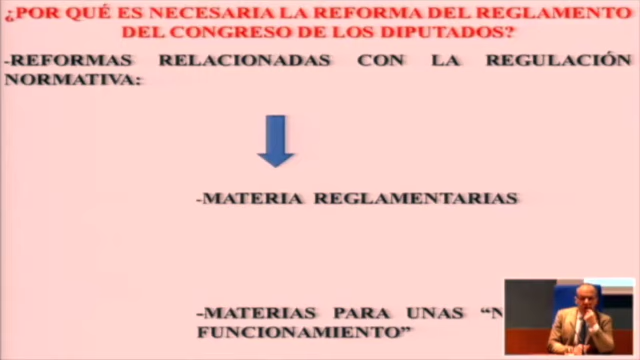 ¿POR QUÉ ES NECESARIA LA REFORMA DEL REGLAMENTO
DEL CONGRESO DE LOS DIPUTADOS?
-REFORMAS RELACIONADAS CON LA REGULACIÓN
NORMATIVA:
-MATERIA REGLAMENTARIAS
-MATERIAS PARA UNAS
FUNCIONAMIENTO”